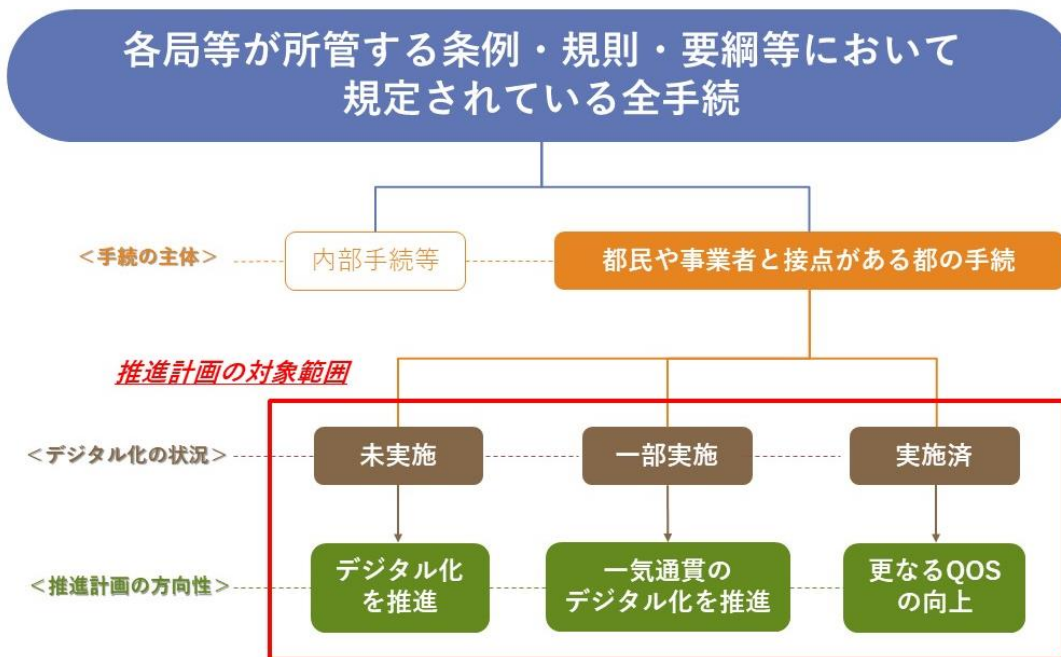 各局等が所管する条例・規則・要綱等において
規定されている全手続
＜手続の主体＞
内部手続等
都民や事業者と接点がある都の手続
推進計画の対象範囲
＜デジタル化の状況＞
未実施
一部実施
実施済
＜推進計画の方向性＞
デジタル化
を推進
一気通貫の
デジタル化を推進
更なるQOS
の向上